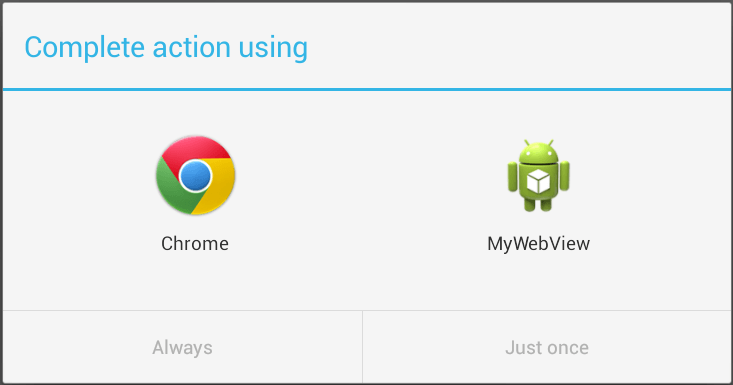 Complete action using
Chrome
MyWebView
Always
Just once